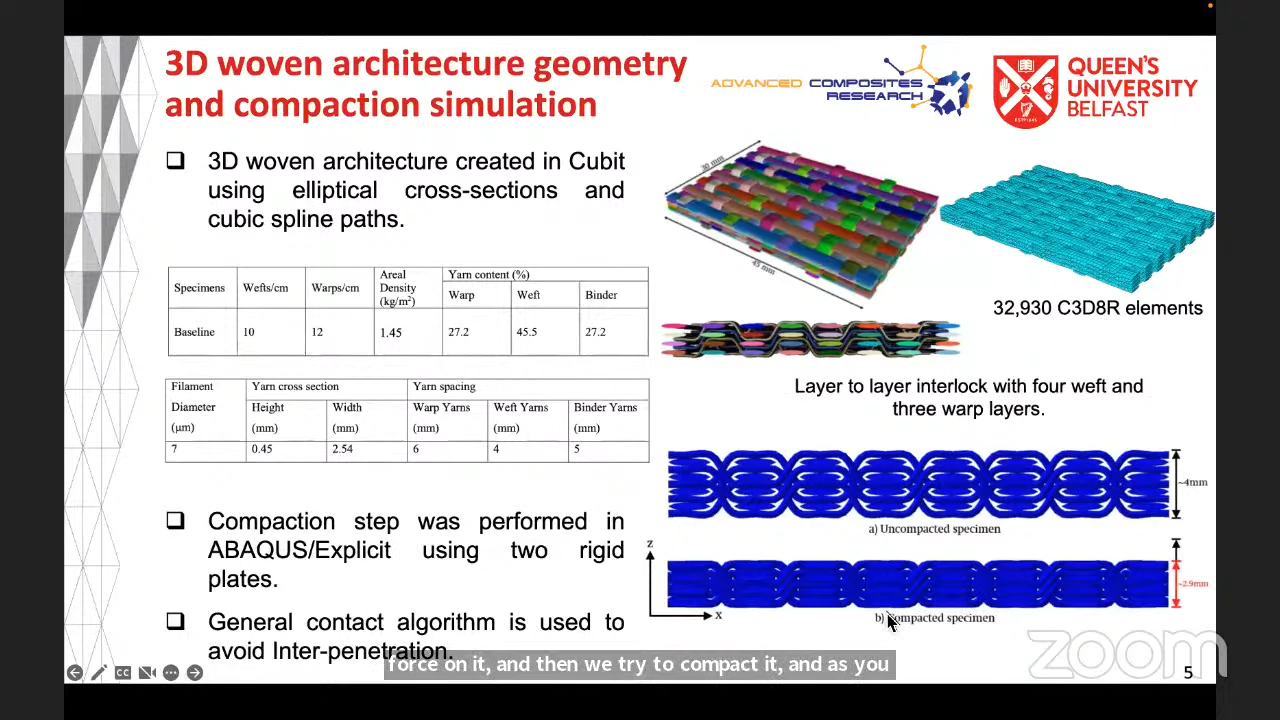 3D woven architecture geometry
and compaction simulation
ADVANCED COMPOSITES
RESEARCH
QUEEN'S
UNIVERSITY
BELFAST
❑ 3D woven architecture created in Cubit
using elliptical cross-sections and
cubic spline paths.
20 mm
45 mm
32,930 C3D8R elements
Specimens Wefts/cm Warps/cm Areal Density (kg/m²) Yarn content (%)
Warp Weft Binder
Baseline 10 12 1.45 27.2 45.5 27.2
Layer to layer interlock with four weft and
three warp layers.
Filament Diameter (μm) Yarn cross section Yarn spacing
Height (mm) Width (mm) Warp Yarns (mm) Weft Yarns (mm) Binder Yarns (mm)
7 0.45 2.54 6 4 5
~4mm
a) Uncompacted specimen
❑ Compaction step was performed in
ABAQUS/Explicit using two rigid
plates.
z
x
~2.9mm
b) Compacted specimen
❑ General contact algorithm is used to
avoid Inter-penetration.
force on it, and then we try to compact it, and as you
zoom
CC
5